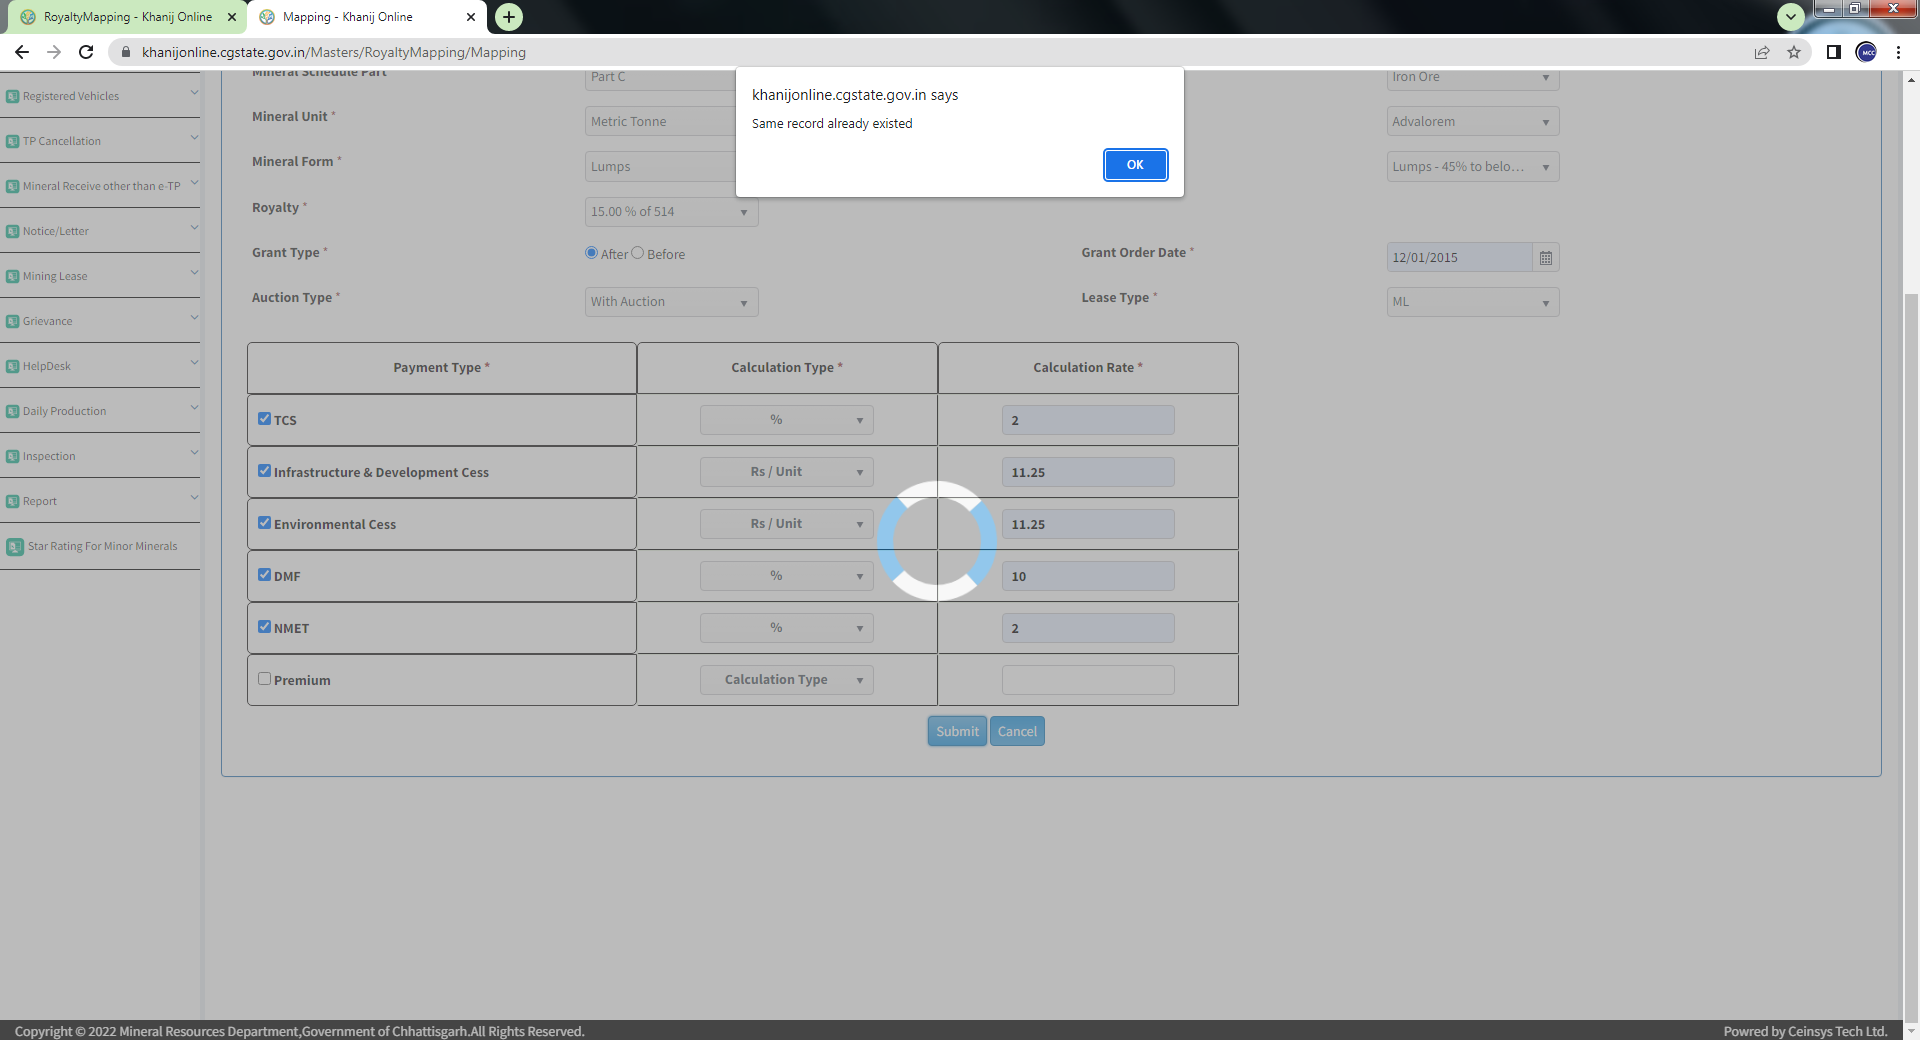 RoyaltyMapping - Khanij Online
Mapping - Khanij Online
khanijonline.cgstate.gov.in/Masters/RoyaltyMapping/Mapping
MCC
khanijonline.cgstate.gov.in says
Same record already existed
OK
Registered Vehicles
TP Cancellation
Mineral Receive other than e-TP
Notice/Letter
Mining Lease
Grievance
HelpDesk
Daily Production
Inspection
Report
Star Rating For Minor Minerals
Mineral Schedule Part
Part C
Iron Ore
Mineral Unit *
Metric Tonne
Advalorem
Mineral Form *
Lumps
Lumps - 45% to belo...
Royalty *
15.00 % of 514
Grant Type *
After Before
Grant Order Date *
12/01/2015
Auction Type *
With Auction
Lease Type *
ML
Payment Type * Calculation Type * Calculation Rate *
TCS % 2
Infrastructure & Development Cess Rs / Unit 11.25
Environmental Cess Rs / Unit 11.25
DMF % 10
NMET % 2
Premium Calculation Type
Submit Cancel
Copyright © 2022 Mineral Resources Department,Government of Chhattisgarh.All Rights Reserved.
Powred by Ceinsys Tech Ltd.